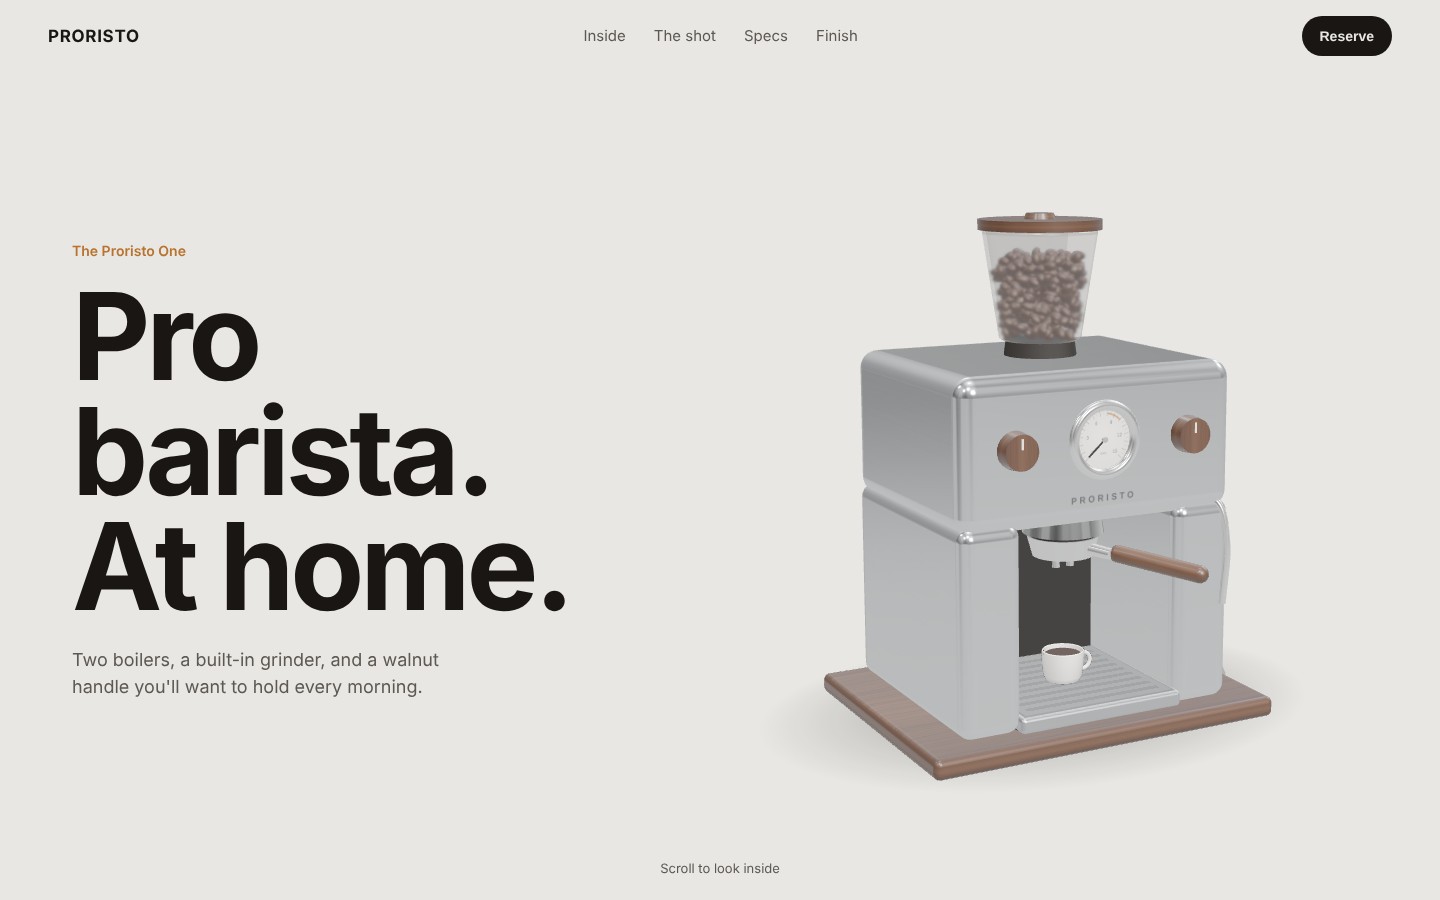 PRORISTO
Inside
The shot
Specs
Finish
Reserve
The Proristo One
Pro
barista.
At home.
Two boilers, a built-in grinder, and a walnut
handle you'll want to hold every morning.
PRORISTO
Scroll to look inside